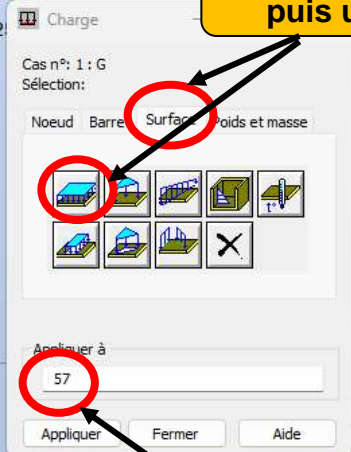 puis u
Charge
Cas n°: 1 : G
Sélection:
Noeud Barre Surface Poids et masse
t°
Appliquer à
57
Appliquer Fermer Aide